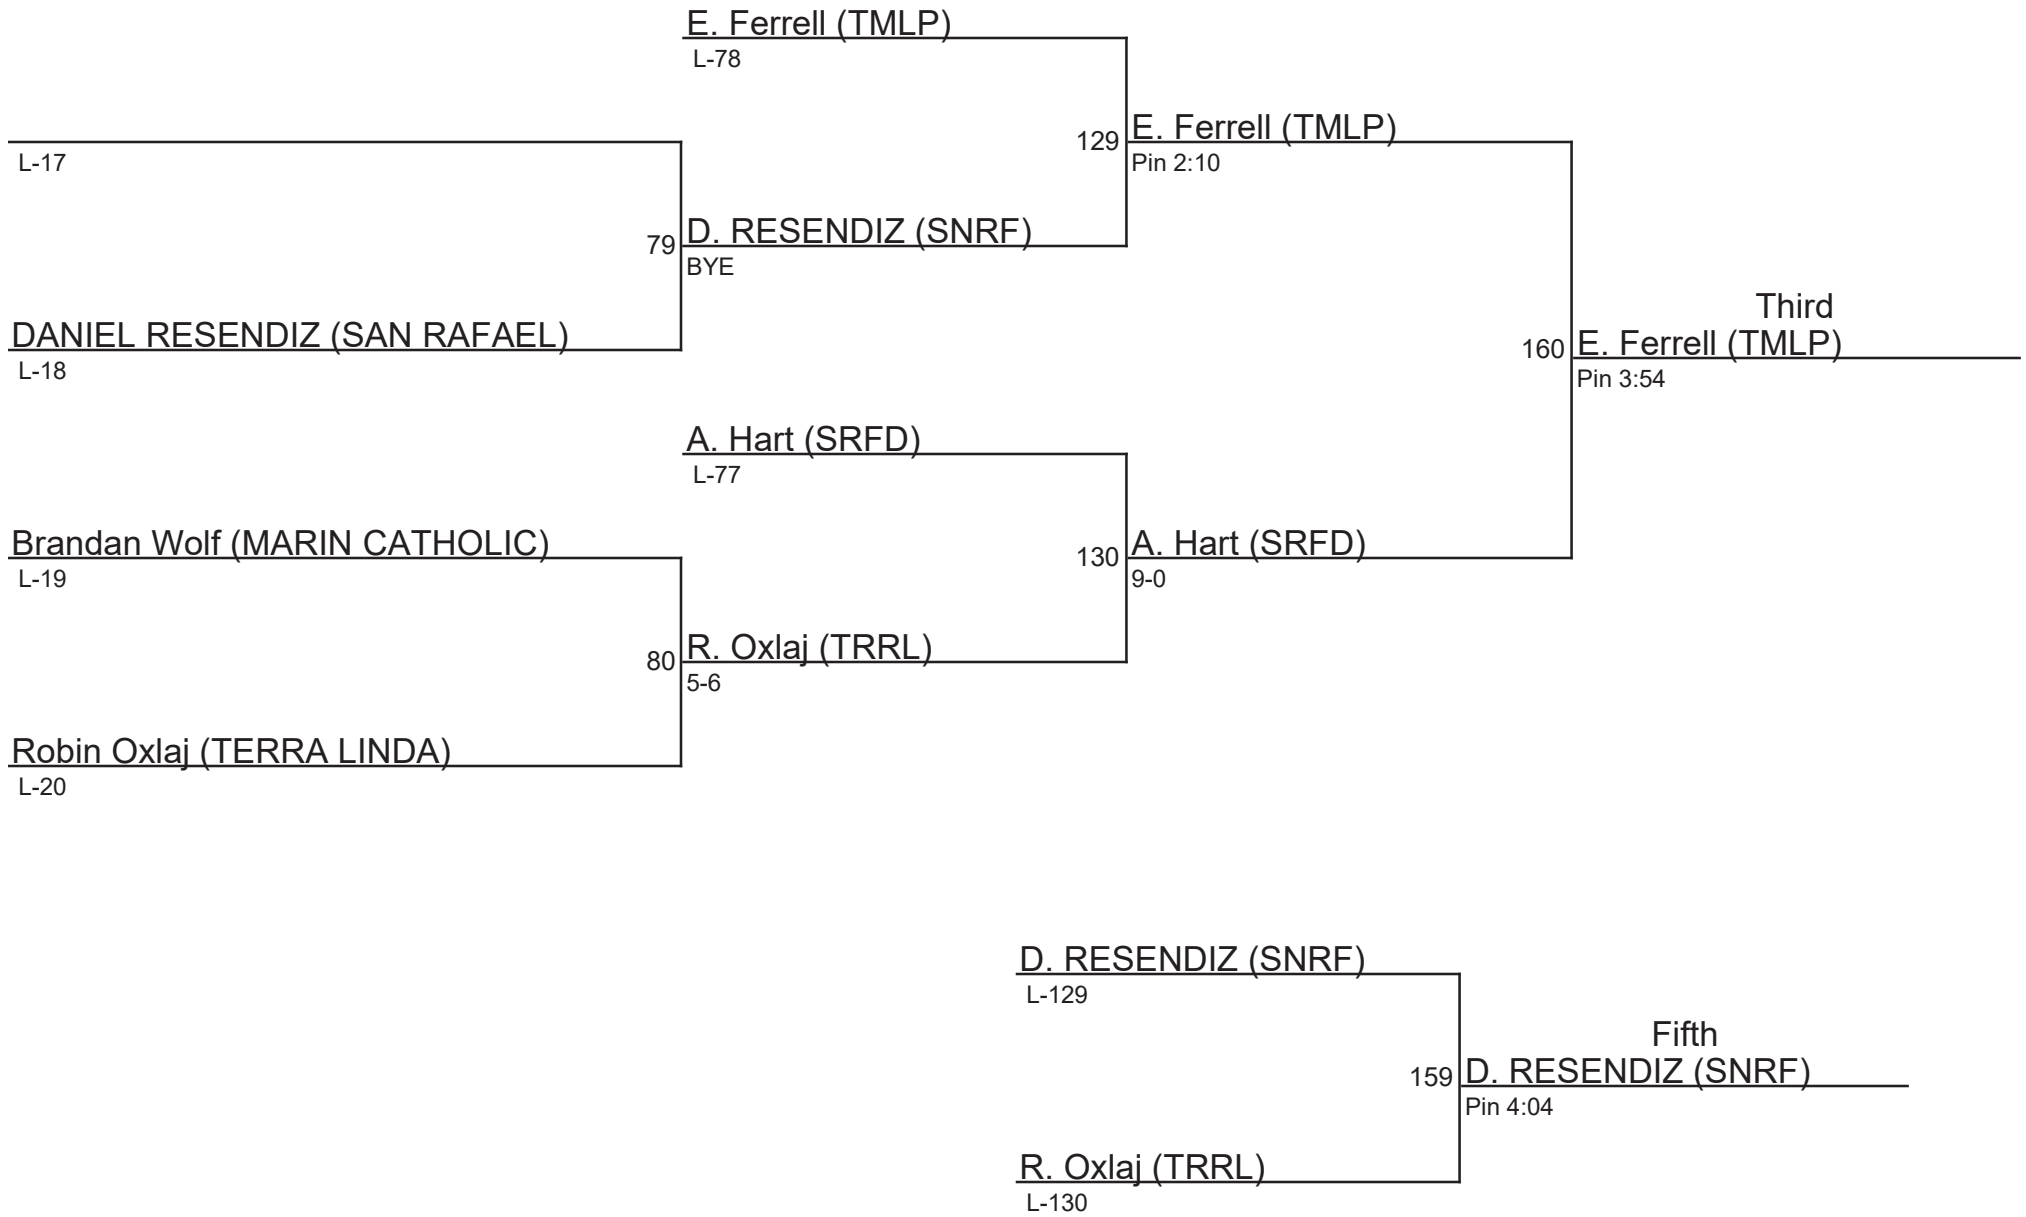 E. Ferrell (TMLP)
L-78
129 E. Ferrell (TMLP)
Pin 2:10
L-17
79 D. RESENDIZ (SNRF)
BYE
DANIEL RESENDIZ (SAN RAFAEL)
L-18
Third
160 E. Ferrell (TMLP)
Pin 3:54
A. Hart (SRFD)
L-77
Brandan Wolf (MARIN CATHOLIC)
L-19
130 A. Hart (SRFD)
9-0
80 R. Oxlaj (TRRL)
5-6
Robin Oxlaj (TERRA LINDA)
L-20
D. RESENDIZ (SNRF)
L-129
Fifth
159 D. RESENDIZ (SNRF)
Pin 4:04
R. Oxlaj (TRRL)
L-130